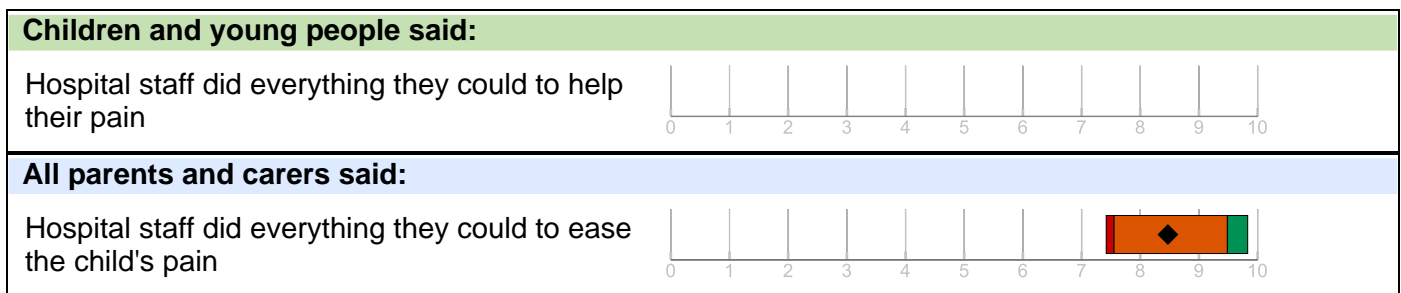 Children and young people said:
Hospital staff did everything they could to help
their pain
0 1 2 3 4 5 6 7 8 9 10
All parents and carers said:
Hospital staff did everything they could to ease
the child's pain
0 1 2 3 4 5 6 7 8 9 10